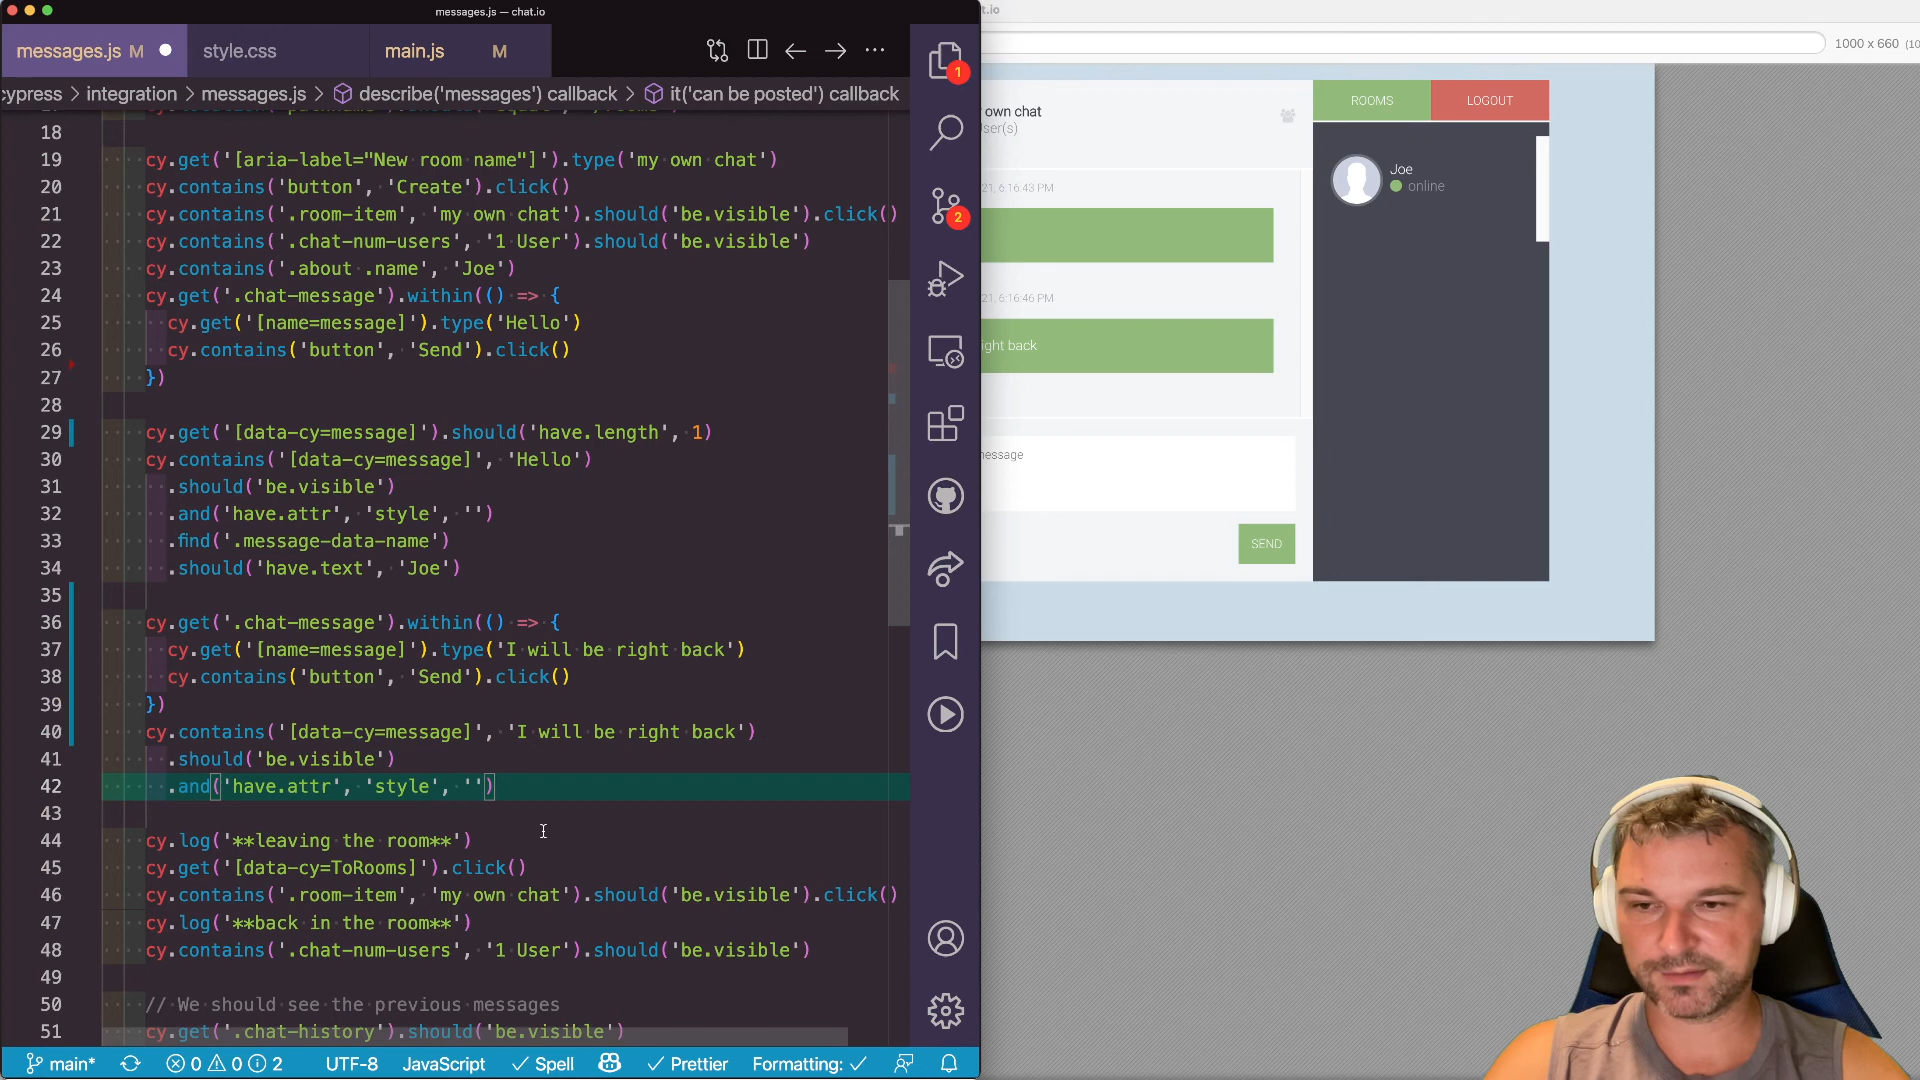 messages.js — chat.io
messages.js M
style.css
main.js M
cypress > integration > messages.js > describe('messages') callback > it('can be posted') callback
18
19 cy.get('[aria-label="New room name"]').type('my own chat')
20 cy.contains('button', 'Create').click()
21 cy.contains('.room-item', 'my own chat').should('be.visible').click()
22 cy.contains('.chat-num-users', '1 User').should('be.visible')
23 cy.contains('.about .name', 'Joe')
24 cy.get('.chat-message').within(() => {
25 cy.get('[name=message]').type('Hello')
26 cy.contains('button', 'Send').click()
27 })
28
29 cy.get('[data-cy=message]').should('have.length', 1)
30 cy.contains('[data-cy=message]', 'Hello')
31 .should('be.visible')
32 .and('have.attr', 'style', '')
33 .find('.message-data-name')
34 .should('have.text', 'Joe')
35
36 cy.get('.chat-message').within(() => {
37 cy.get('[name=message]').type('I will be right back')
38 cy.contains('button', 'Send').click()
39 })
40 cy.contains('[data-cy=message]', 'I will be right back')
41 .should('be.visible')
42 .and('have.attr', 'style', '')
43
44 cy.log('**leaving the room**')
45 cy.get('[data-cy=ToRooms]').click()
46 cy.contains('.room-item', 'my own chat').should('be.visible').click()
47 cy.log('**back in the room**')
48 cy.contains('.chat-num-users', '1 User').should('be.visible')
49
50 // We should see the previous messages
51 cy.get('.chat-history').should('be.visible')
1
2
main*
0 0 2
UTF-8
JavaScript
Spell
Prettier
Formatting:
t.io
1000 x 660 (10
own chat
ser(s)
ROOMS
LOGOUT
Joe
online
21, 6:16:43 PM
21, 6:16:46 PM
ight back
message
SEND